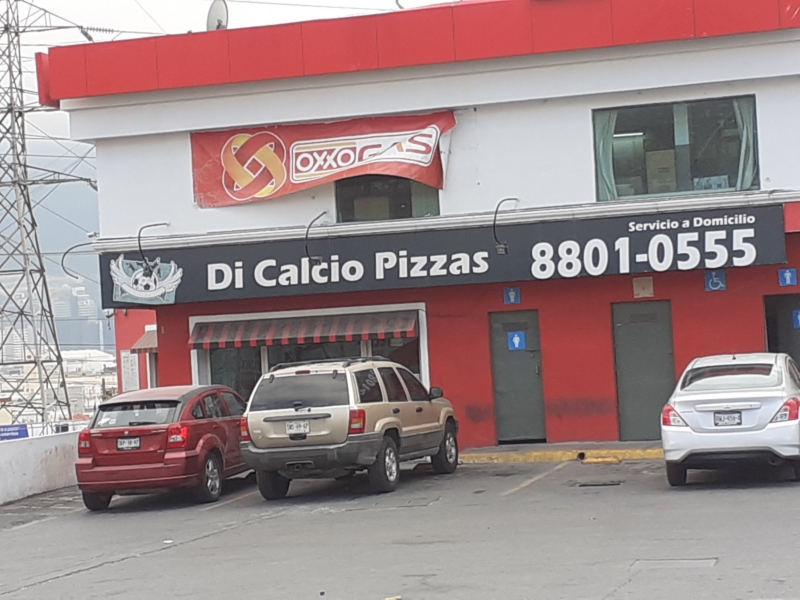 OXXO GAS
Servicio a Domicilio
Di Calcio Pizzas 8801-0555